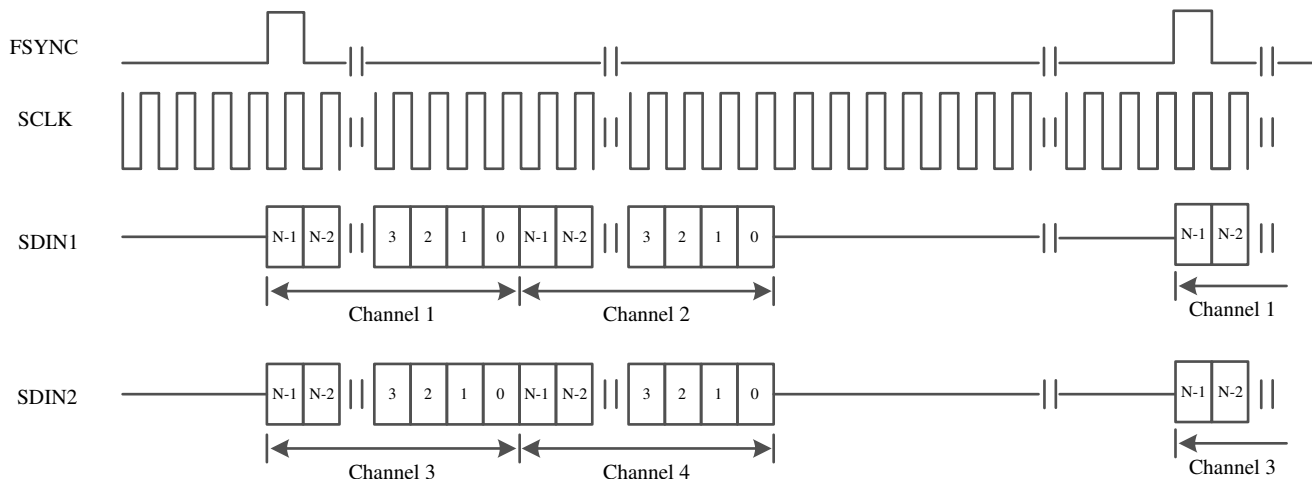 FSYNC
SCLK
SDIN1
N-1 N-2 3 2 1 0 N-1 N-2 3 2 1 0 N-1 N-2
Channel 1 Channel 2 Channel 1
SDIN2
N-1 N-2 3 2 1 0 N-1 N-2 3 2 1 0 N-1 N-2
Channel 3 Channel 4 Channel 3